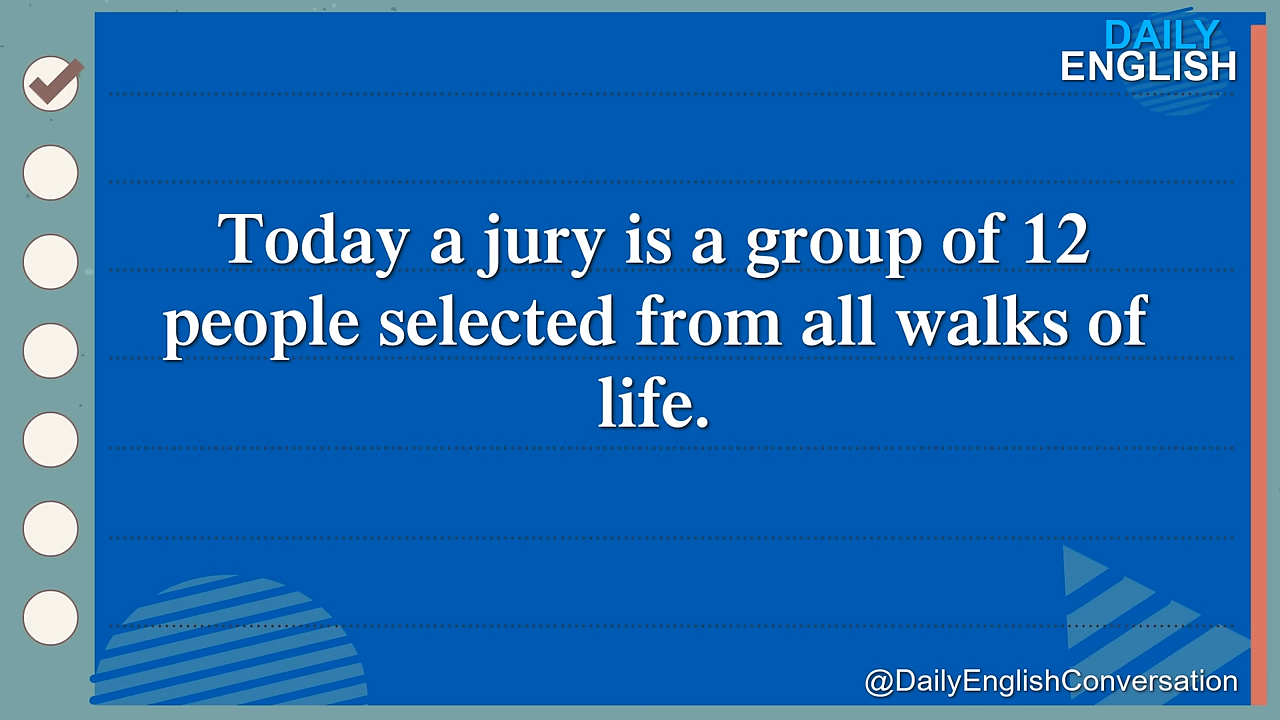 DAILY
ENGLISH
Today a jury is a group of 12
people selected from all walks of
life.
@DailyEnglishConversation